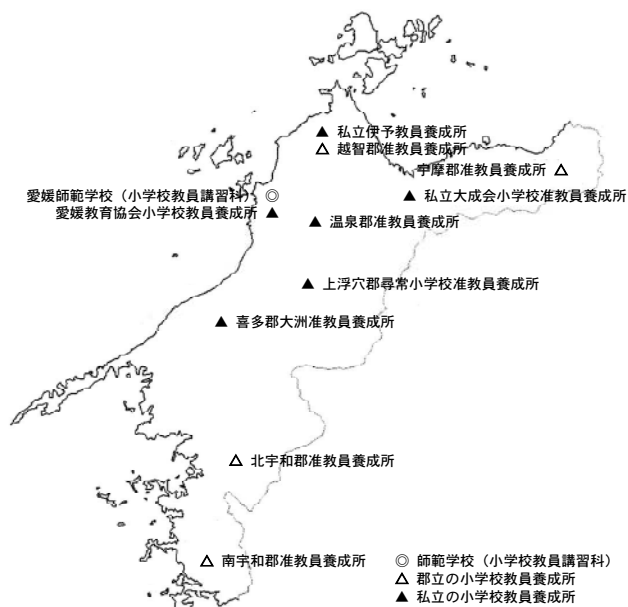 ▲ 私立伊予教員養成所
△ 越智郡准教員養成所
宇摩郡准教員養成所 △
愛媛師範学校（小学校教員講習科） ◎
▲ 私立大成会小学校准教員養成所
愛媛教育協会小学校教員養成所 ▲
▲ 温泉郡准教員養成所
▲ 上浮穴郡尋常小学校准教員養成所
▲ 喜多郡大洲准教員養成所
△ 北宇和郡准教員養成所
△ 南宇和郡准教員養成所
◎ 師範学校（小学校教員講習科）
△ 郡立の小学校教員養成所
▲ 私立の小学校教員養成所